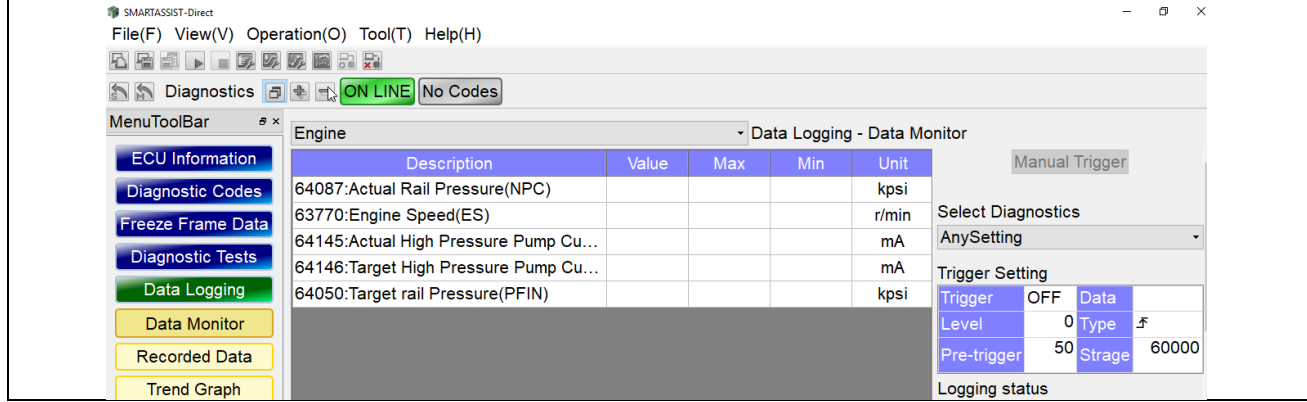 SMARTASSIST-Direct
File(F) View(V) Operation(O) Tool(T) Help(H)
Diagnostics ON LINE No Codes
MenuToolBar
ECU Information
Diagnostic Codes
Freeze Frame Data
Diagnostic Tests
Data Logging
Data Monitor
Recorded Data
Trend Graph
Engine
Data Logging - Data Monitor
Description Value Max Min Unit
64087:Actual Rail Pressure(NPC) kpsi
63770:Engine Speed(ES) r/min
64145:Actual High Pressure Pump Cu... mA
64146:Target High Pressure Pump Cu... mA
64050:Target rail Pressure(PFIN) kpsi
Manual Trigger
Select Diagnostics
AnySetting
Trigger Setting
Trigger OFF Data
Level 0 Type
Pre-trigger 50 Strage 60000
Logging status